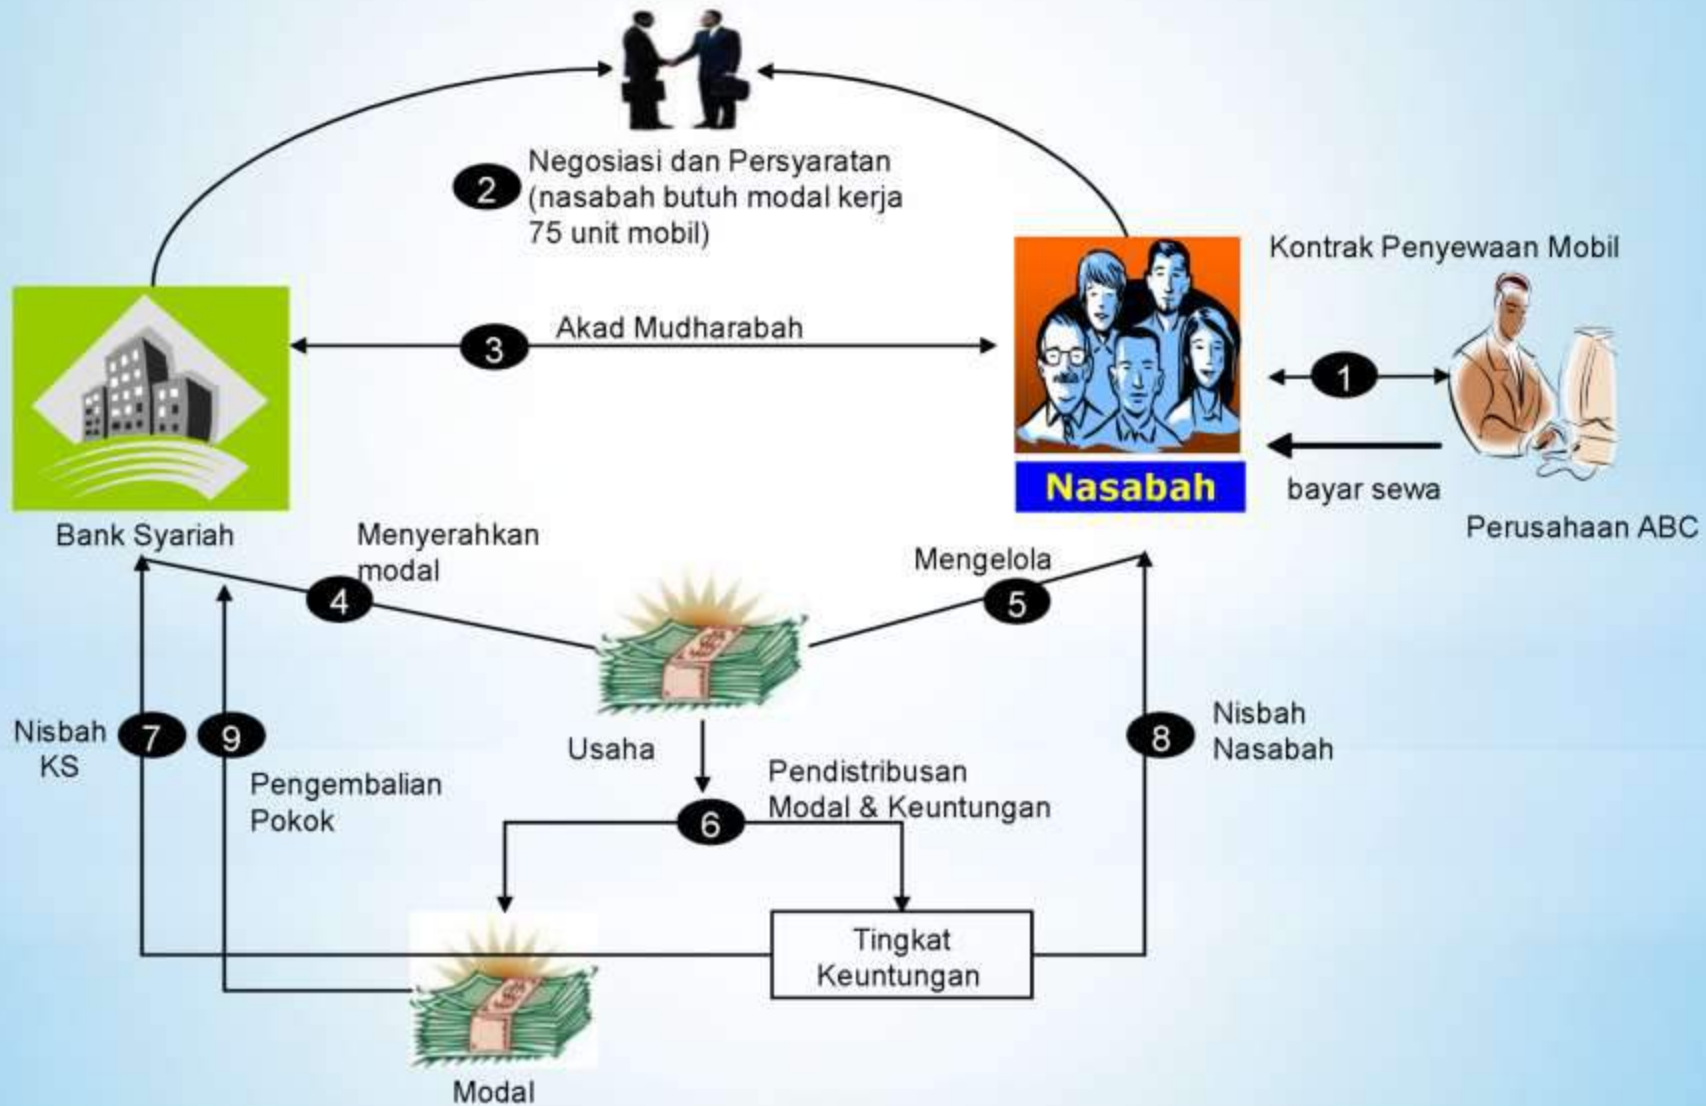 2
Negosiasi dan Persyaratan
(nasabah butuh modal kerja
75 unit mobil)
Kontrak Penyewaan Mobil
3
Akad Mudharabah
1
Nasabah
bayar sewa
Perusahaan ABC
Bank Syariah
Menyerahkan
modal
4
Mengelola
5
Nisbah
KS
7
9
Pengembalian
Pokok
Usaha
8
Nisbah
Nasabah
Pendistribusan
Modal & Keuntungan
6
Tingkat
Keuntungan
Modal